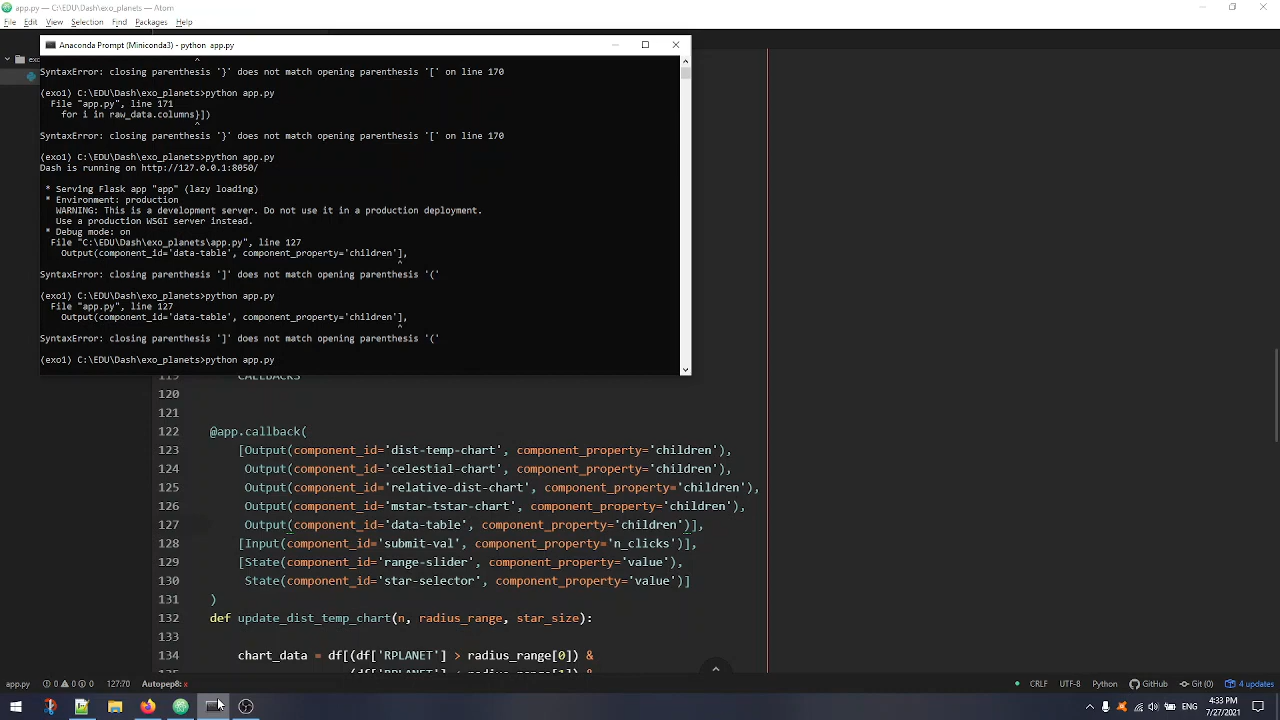 app.py — C:\EDU\Dash\exo_planets — Atom
File Edit View Selection Find Packages Help
Anaconda Prompt (Miniconda3) - python app.py
exo
^
SyntaxError: closing parenthesis '}' does not match opening parenthesis '[' on line 170
(exo1) C:\EDU\Dash\exo_planets>python app.py
File "app.py", line 171
for i in raw_data.columns}])
^
SyntaxError: closing parenthesis '}' does not match opening parenthesis '[' on line 170
(exo1) C:\EDU\Dash\exo_planets>python app.py
Dash is running on http://127.0.0.1:8050/
* Serving Flask app "app" (lazy loading)
* Environment: production
WARNING: This is a development server. Do not use it in a production deployment.
Use a production WSGI server instead.
* Debug mode: on
File "C:\EDU\Dash\exo_planets\app.py", line 127
Output(component_id='data-table', component_property='children'],
^
SyntaxError: closing parenthesis ']' does not match opening parenthesis '('
(exo1) C:\EDU\Dash\exo_planets>python app.py
File "app.py", line 127
Output(component_id='data-table', component_property='children'],
^
SyntaxError: closing parenthesis ']' does not match opening parenthesis '('
(exo1) C:\EDU\Dash\exo_planets>python app.py
119 CALLBACKS
120
121
122 @app.callback(
123 [Output(component_id='dist-temp-chart', component_property='children'),
124 Output(component_id='celestial-chart', component_property='children'),
125 Output(component_id='relative-dist-chart', component_property='children'),
126 Output(component_id='mstar-tstar-chart', component_property='children'),
127 Output(component_id='data-table', component_property='children')],
128 [Input(component_id='submit-val', component_property='n_clicks')],
129 [State(component_id='range-slider', component_property='value'),
130 State(component_id='star-selector', component_property='value')]
131 )
132 def update_dist_temp_chart(n, radius_range, star_size):
133
134 chart_data = df[(df['RPLANET'] > radius_range[0]) &
app.py 0 0 0 127:70 Autopep8: x CRLF UTF-8 Python GitHub Git (0) 4 updates
4:33 PM
7/27/2021